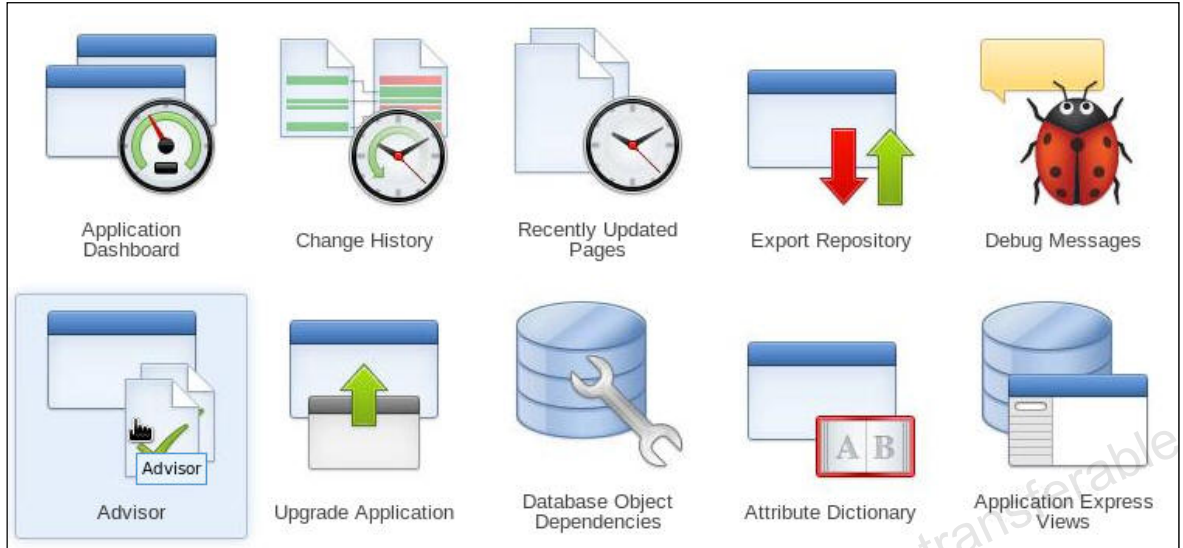 Application
Dashboard
Change History
Recently Updated
Pages
Export Repository
Debug Messages
Advisor
Advisor
Upgrade Application
Database Object
Dependencies
A B
Attribute Dictionary
Application Express
Views
transferable